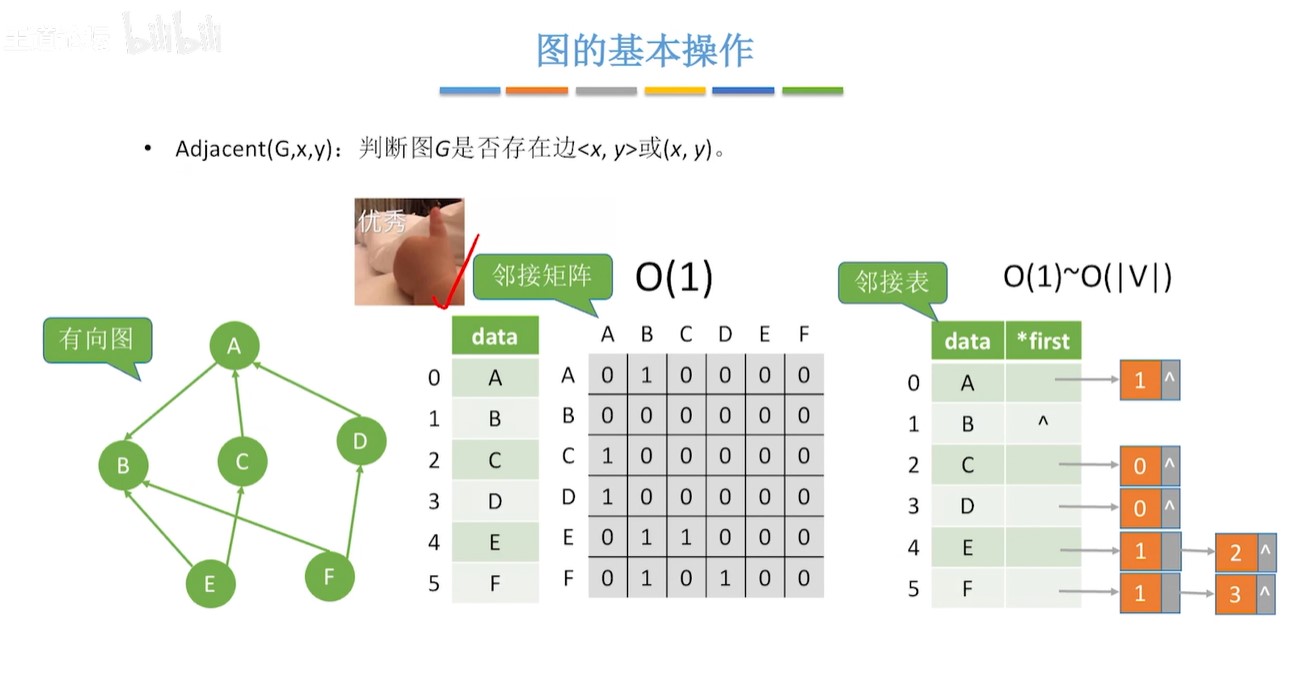 王道论坛 bilibili
图的基本操作
• Adjacent(G,x,y)：判断图G是否存在边<x, y>或(x, y)。
优秀
有向图
A
B C D
E F
邻接矩阵 O(1)
data
0 A
1 B
2 C
3 D
4 E
5 F
A B C D E F
A 0 1 0 0 0 0
B 0 0 0 0 0 0
C 1 0 0 0 0 0
D 1 0 0 0 0 0
E 0 1 1 0 0 0
F 0 1 0 1 0 0
邻接表 O(1)~O(|V|)
data *first
0 A 1 ^
1 B ^
2 C 0 ^
3 D 0 ^
4 E 1 2 ^
5 F 1 3 ^